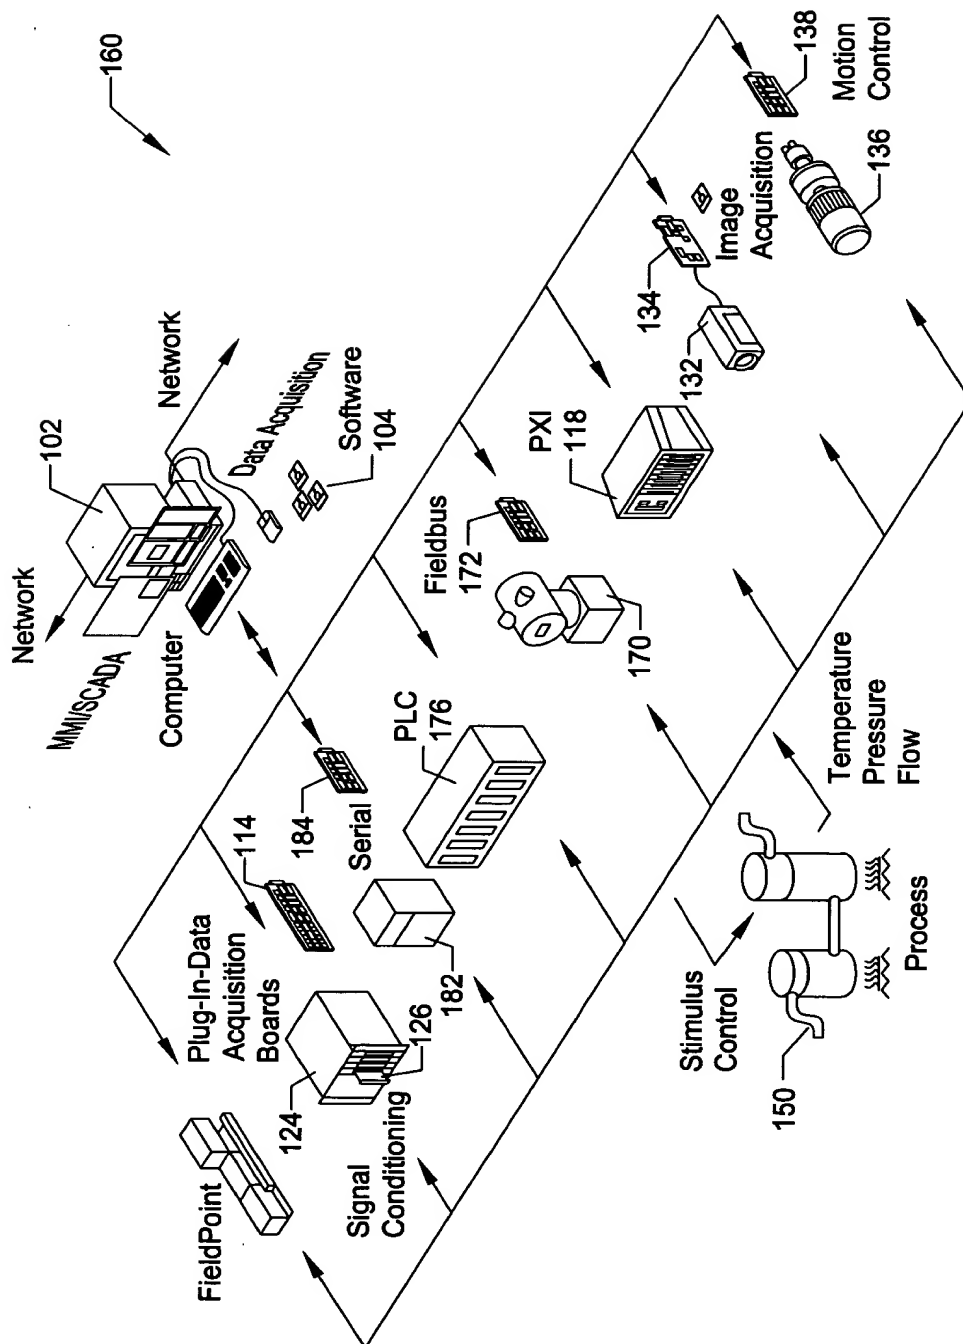 160
Network
102
Network
MMI/SCADA
Computer
Data Acquisition
Software
104
FieldPoint
Plug-In-Data
Acquisition
Boards
114
184
Serial
124
126
Signal
Conditioning
182
PLC
176
Fieldbus
172
170
PXI
118
134
132
Image
Acquisition
138
Motion
Control
136
Stimulus
Control
Temperature
Pressure
Flow
Process
150